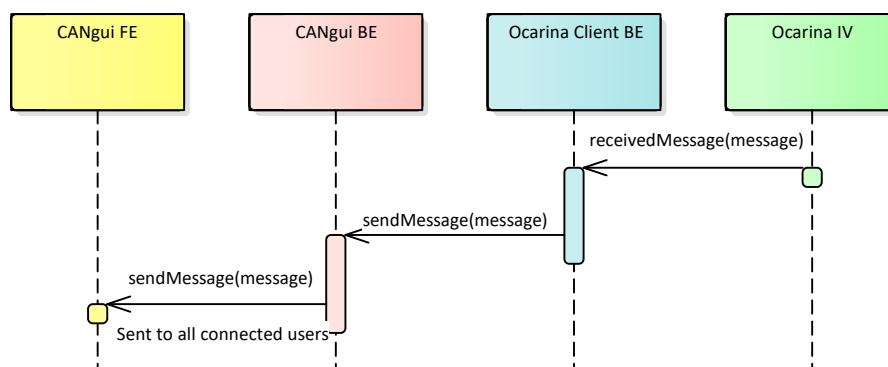 CANgui FE
CANgui BE
Ocarina Client BE
Ocarina IV
receivedMessage(message)
sendMessage(message)
sendMessage(message)
Sent to all connected users